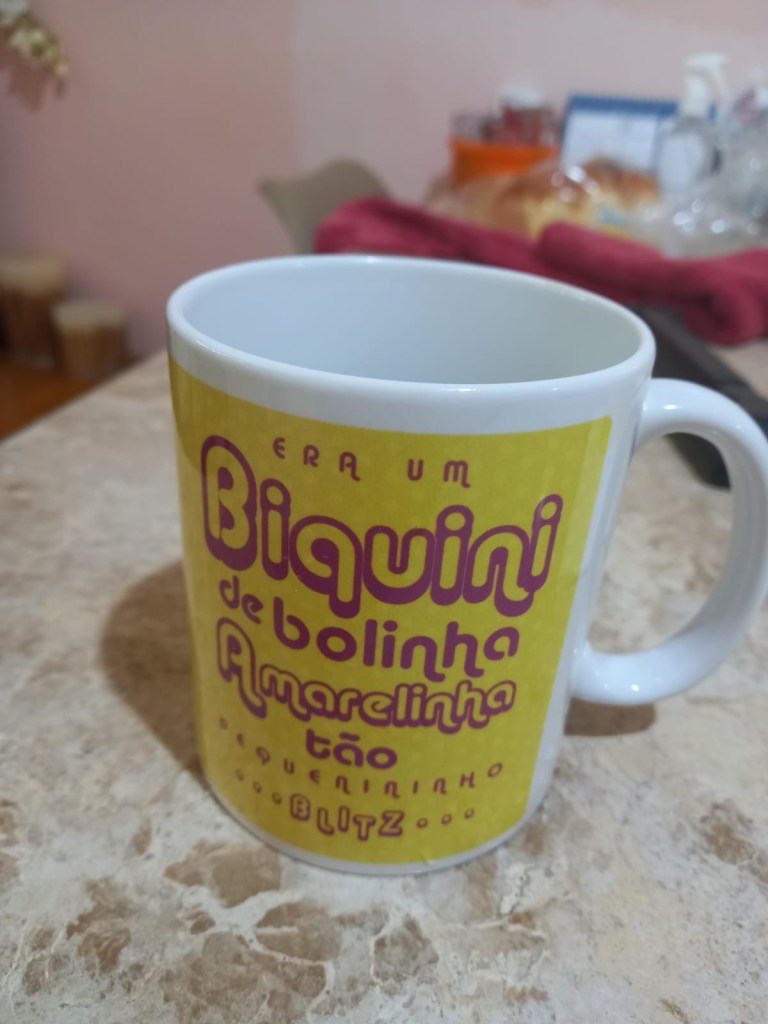 ERA UM
Biquini
de bolinha
Amarelinha
tão
PEQUENININHO
...BLITZ...